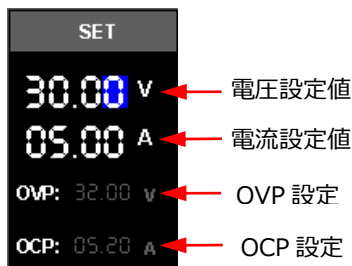 SET
30.00 V 電圧設定値
05.00 A 電流設定値
OVP: 32.00 V OVP 設定
OCP: 05.20 A OCP 設定